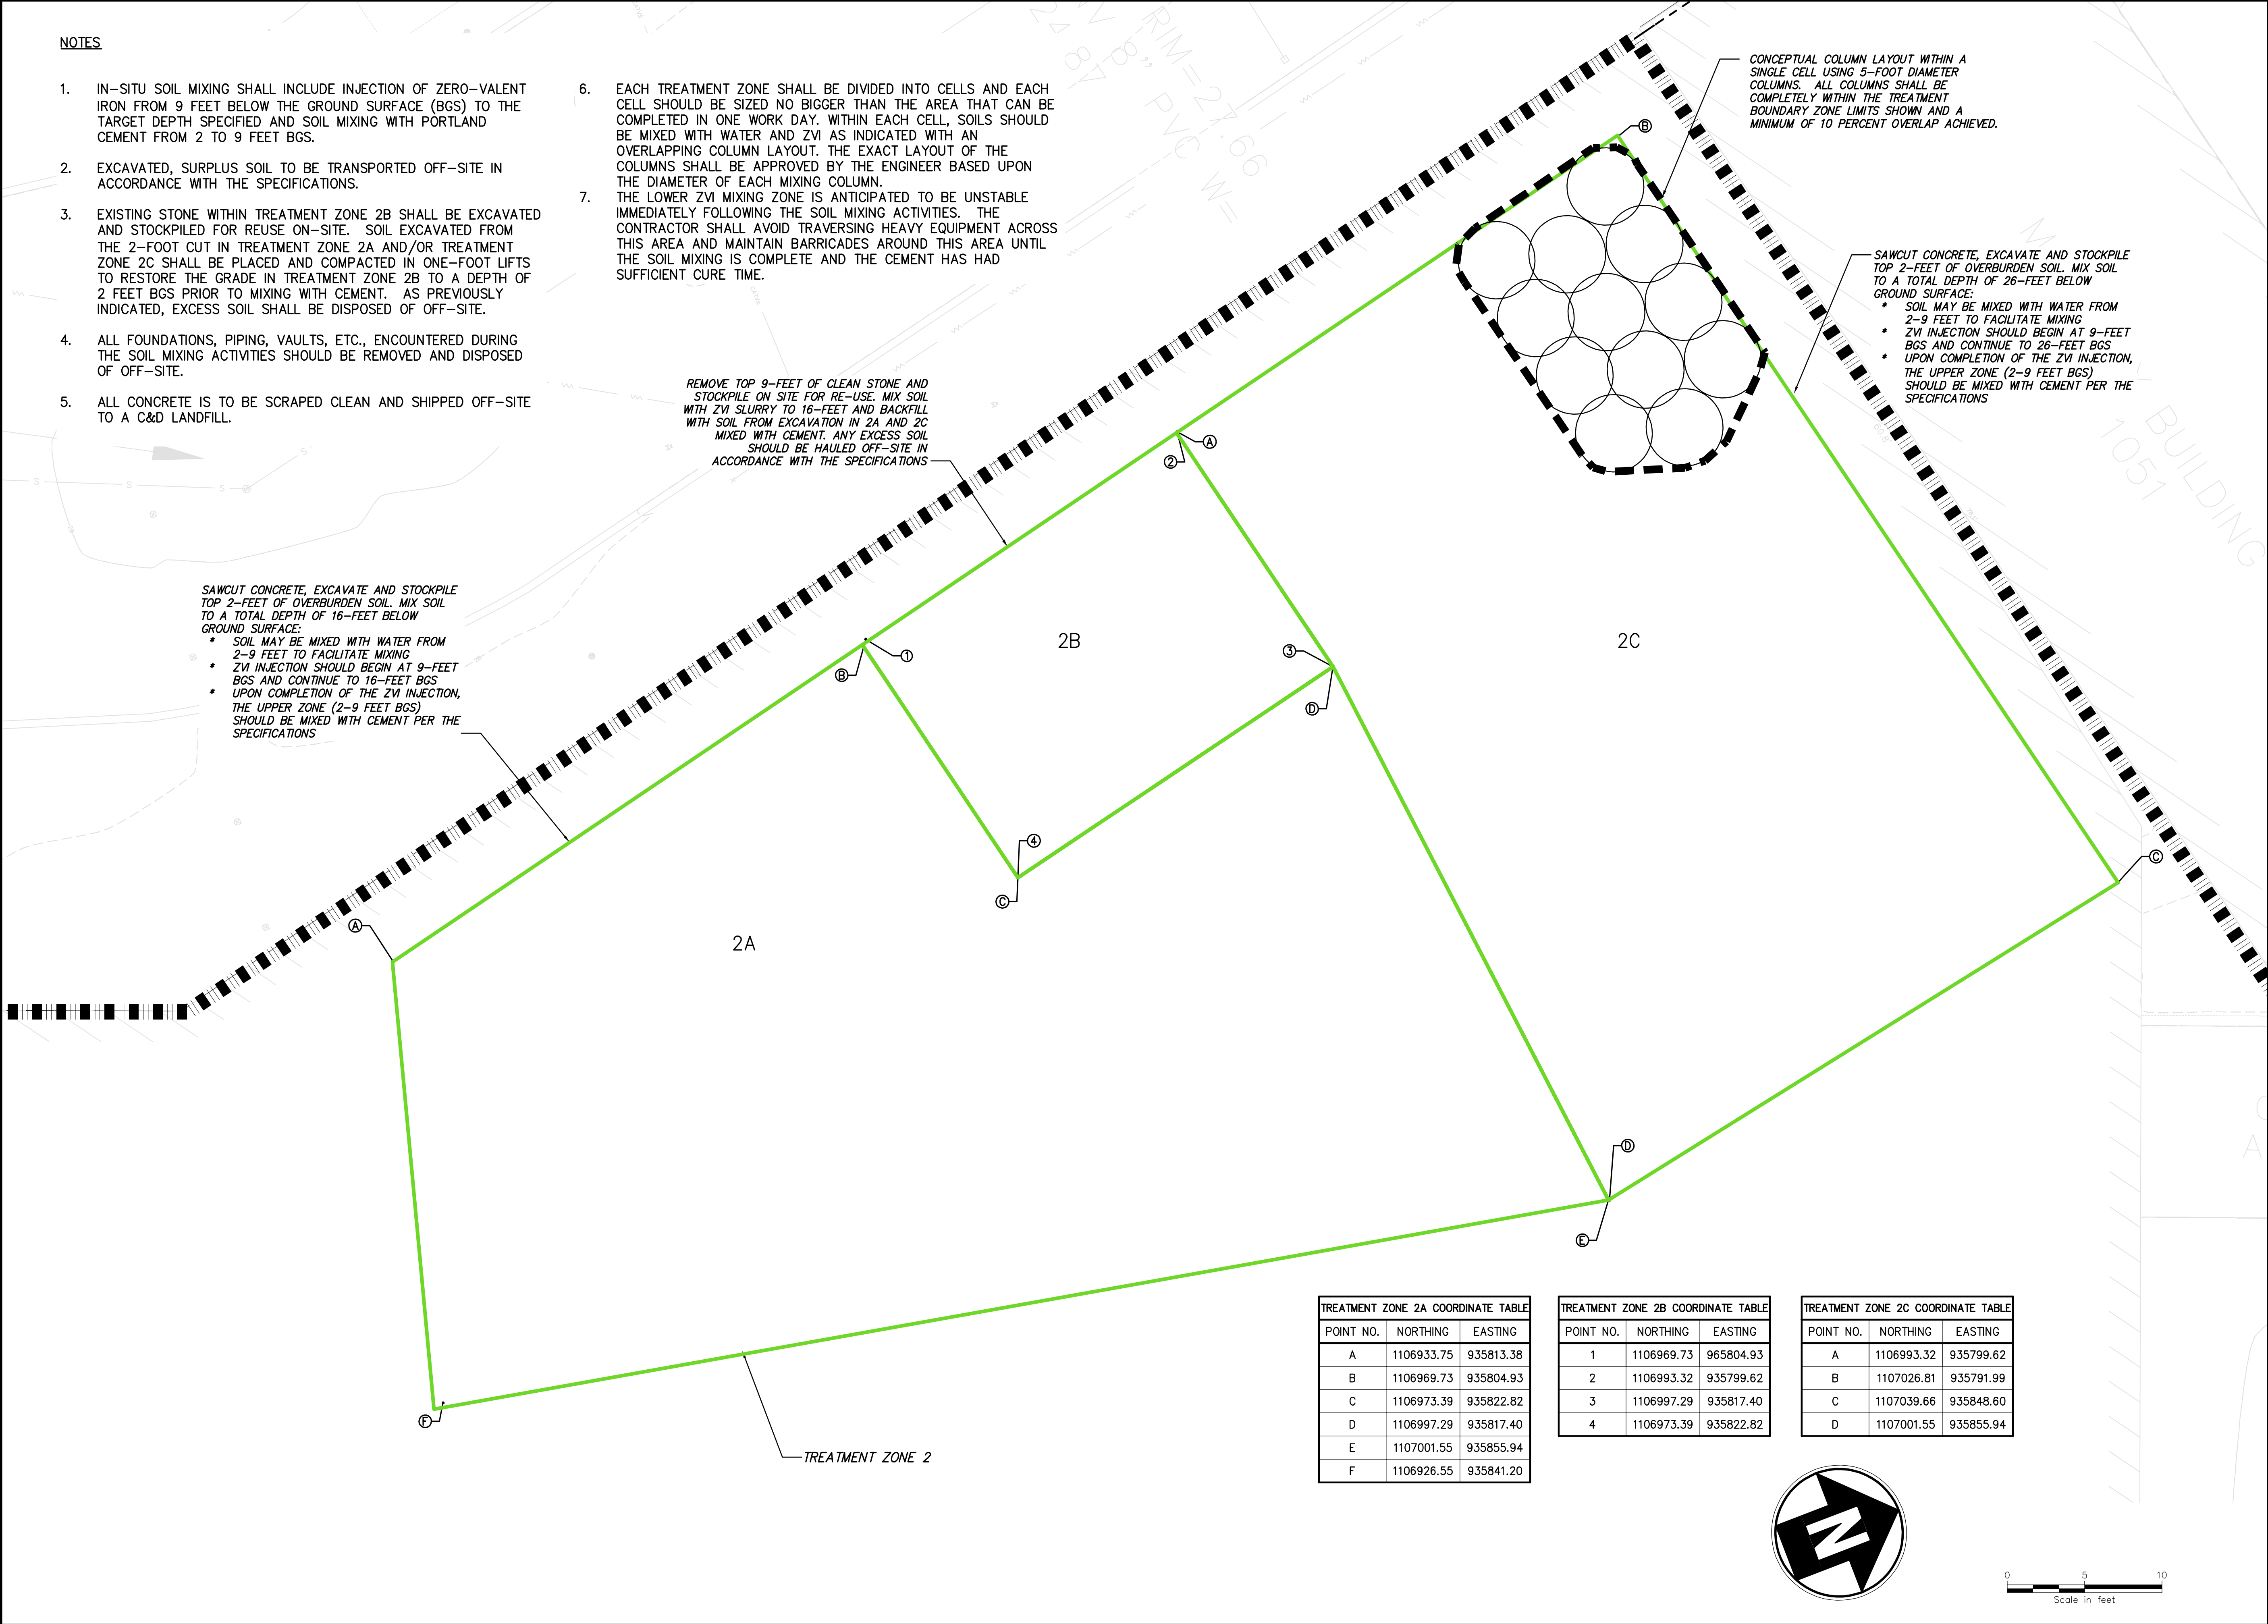 NOTES
1. IN-SITU SOIL MIXING SHALL INCLUDE INJECTION OF ZERO-VALENT
IRON FROM 9 FEET BELOW THE GROUND SURFACE (BGS) TO THE
TARGET DEPTH SPECIFIED AND SOIL MIXING WITH PORTLAND
CEMENT FROM 2 TO 9 FEET BGS.
2. EXCAVATED, SURPLUS SOIL TO BE TRANSPORTED OFF-SITE IN
ACCORDANCE WITH THE SPECIFICATIONS.
3. EXISTING STONE WITHIN TREATMENT ZONE 2B SHALL BE EXCAVATED
AND STOCKPILED FOR REUSE ON-SITE. SOIL EXCAVATED FROM
THE 2-FOOT CUT IN TREATMENT ZONE 2A AND/OR TREATMENT
ZONE 2C SHALL BE PLACED AND COMPACTED IN ONE-FOOT LIFTS
TO RESTORE THE GRADE IN TREATMENT ZONE 2B TO A DEPTH OF
2 FEET BGS PRIOR TO MIXING WITH CEMENT. AS PREVIOUSLY
INDICATED, EXCESS SOIL SHALL BE DISPOSED OF OFF-SITE.
4. ALL FOUNDATIONS, PIPING, VAULTS, ETC., ENCOUNTERED DURING
THE SOIL MIXING ACTIVITIES SHOULD BE REMOVED AND DISPOSED
OF OFF-SITE.
5. ALL CONCRETE IS TO BE SCRAPED CLEAN AND SHIPPED OFF-SITE
TO A C&D LANDFILL.
6. EACH TREATMENT ZONE SHALL BE DIVIDED INTO CELLS AND EACH
CELL SHOULD BE SIZED NO BIGGER THAN THE AREA THAT CAN BE
COMPLETED IN ONE WORK DAY. WITHIN EACH CELL, SOILS SHOULD
BE MIXED WITH WATER AND ZVI AS INDICATED WITH AN
OVERLAPPING COLUMN LAYOUT. THE EXACT LAYOUT OF THE
COLUMNS SHALL BE APPROVED BY THE ENGINEER BASED UPON
THE DIAMETER OF EACH MIXING COLUMN.
7. THE LOWER ZVI MIXING ZONE IS ANTICIPATED TO BE UNSTABLE
IMMEDIATELY FOLLOWING THE SOIL MIXING ACTIVITIES. THE
CONTRACTOR SHALL AVOID TRAVERSING HEAVY EQUIPMENT ACROSS
THIS AREA AND MAINTAIN BARRICADES AROUND THIS AREA UNTIL
THE SOIL MIXING IS COMPLETE AND THE CEMENT HAS HAD
SUFFICIENT CURE TIME.
RIM=27.66
8" PVC
W=
24.87
CONCEPTUAL COLUMN LAYOUT WITHIN A
SINGLE CELL USING 5-FOOT DIAMETER
COLUMNS. ALL COLUMNS SHALL BE
COMPLETELY WITHIN THE TREATMENT
BOUNDARY ZONE LIMITS SHOWN AND A
MINIMUM OF 10 PERCENT OVERLAP ACHIEVED.
B
SAWCUT CONCRETE, EXCAVATE AND STOCKPILE
TOP 2-FEET OF OVERBURDEN SOIL. MIX SOIL
TO A TOTAL DEPTH OF 26-FEET BELOW
GROUND SURFACE:
* SOIL MAY BE MIXED WITH WATER FROM
2-9 FEET TO FACILITATE MIXING
* ZVI INJECTION SHOULD BEGIN AT 9-FEET
BGS AND CONTINUE TO 26-FEET BGS
* UPON COMPLETION OF THE ZVI INJECTION,
THE UPPER ZONE (2-9 FEET BGS)
SHOULD BE MIXED WITH CEMENT PER THE
SPECIFICATIONS
BUILDING
1051
REMOVE TOP 9-FEET OF CLEAN STONE AND
STOCKPILE ON SITE FOR RE-USE. MIX SOIL
WITH ZVI SLURRY TO 16-FEET AND BACKFILL
WITH SOIL FROM EXCAVATION IN 2A AND 2C
MIXED WITH CEMENT. ANY EXCESS SOIL
SHOULD BE HAULED OFF-SITE IN
ACCORDANCE WITH THE SPECIFICATIONS
A
2
S S S S
SAWCUT CONCRETE, EXCAVATE AND STOCKPILE
TOP 2-FEET OF OVERBURDEN SOIL. MIX SOIL
TO A TOTAL DEPTH OF 16-FEET BELOW
GROUND SURFACE:
* SOIL MAY BE MIXED WITH WATER FROM
2-9 FEET TO FACILITATE MIXING
* ZVI INJECTION SHOULD BEGIN AT 9-FEET
BGS AND CONTINUE TO 16-FEET BGS
* UPON COMPLETION OF THE ZVI INJECTION,
THE UPPER ZONE (2-9 FEET BGS)
SHOULD BE MIXED WITH CEMENT PER THE
SPECIFICATIONS
2B
2C
1
B
3
D
4
C
C
A
2A
D
E
F
TREATMENT ZONE 2
TREATMENT ZONE 2A COORDINATE TABLE
POINT NO. NORTHING EASTING
A 1106933.75 935813.38
B 1106969.73 935804.93
C 1106973.39 935822.82
D 1106997.29 935817.40
E 1107001.55 935855.94
F 1106926.55 935841.20
TREATMENT ZONE 2B COORDINATE TABLE
POINT NO. NORTHING EASTING
1 1106969.73 965804.93
2 1106993.32 935799.62
3 1106997.29 935817.40
4 1106973.39 935822.82
TREATMENT ZONE 2C COORDINATE TABLE
POINT NO. NORTHING EASTING
A 1106993.32 935799.62
B 1107026.81 935791.99
C 1107039.66 935848.60
D 1107001.55 935855.94
N
0 5 10
Scale in feet